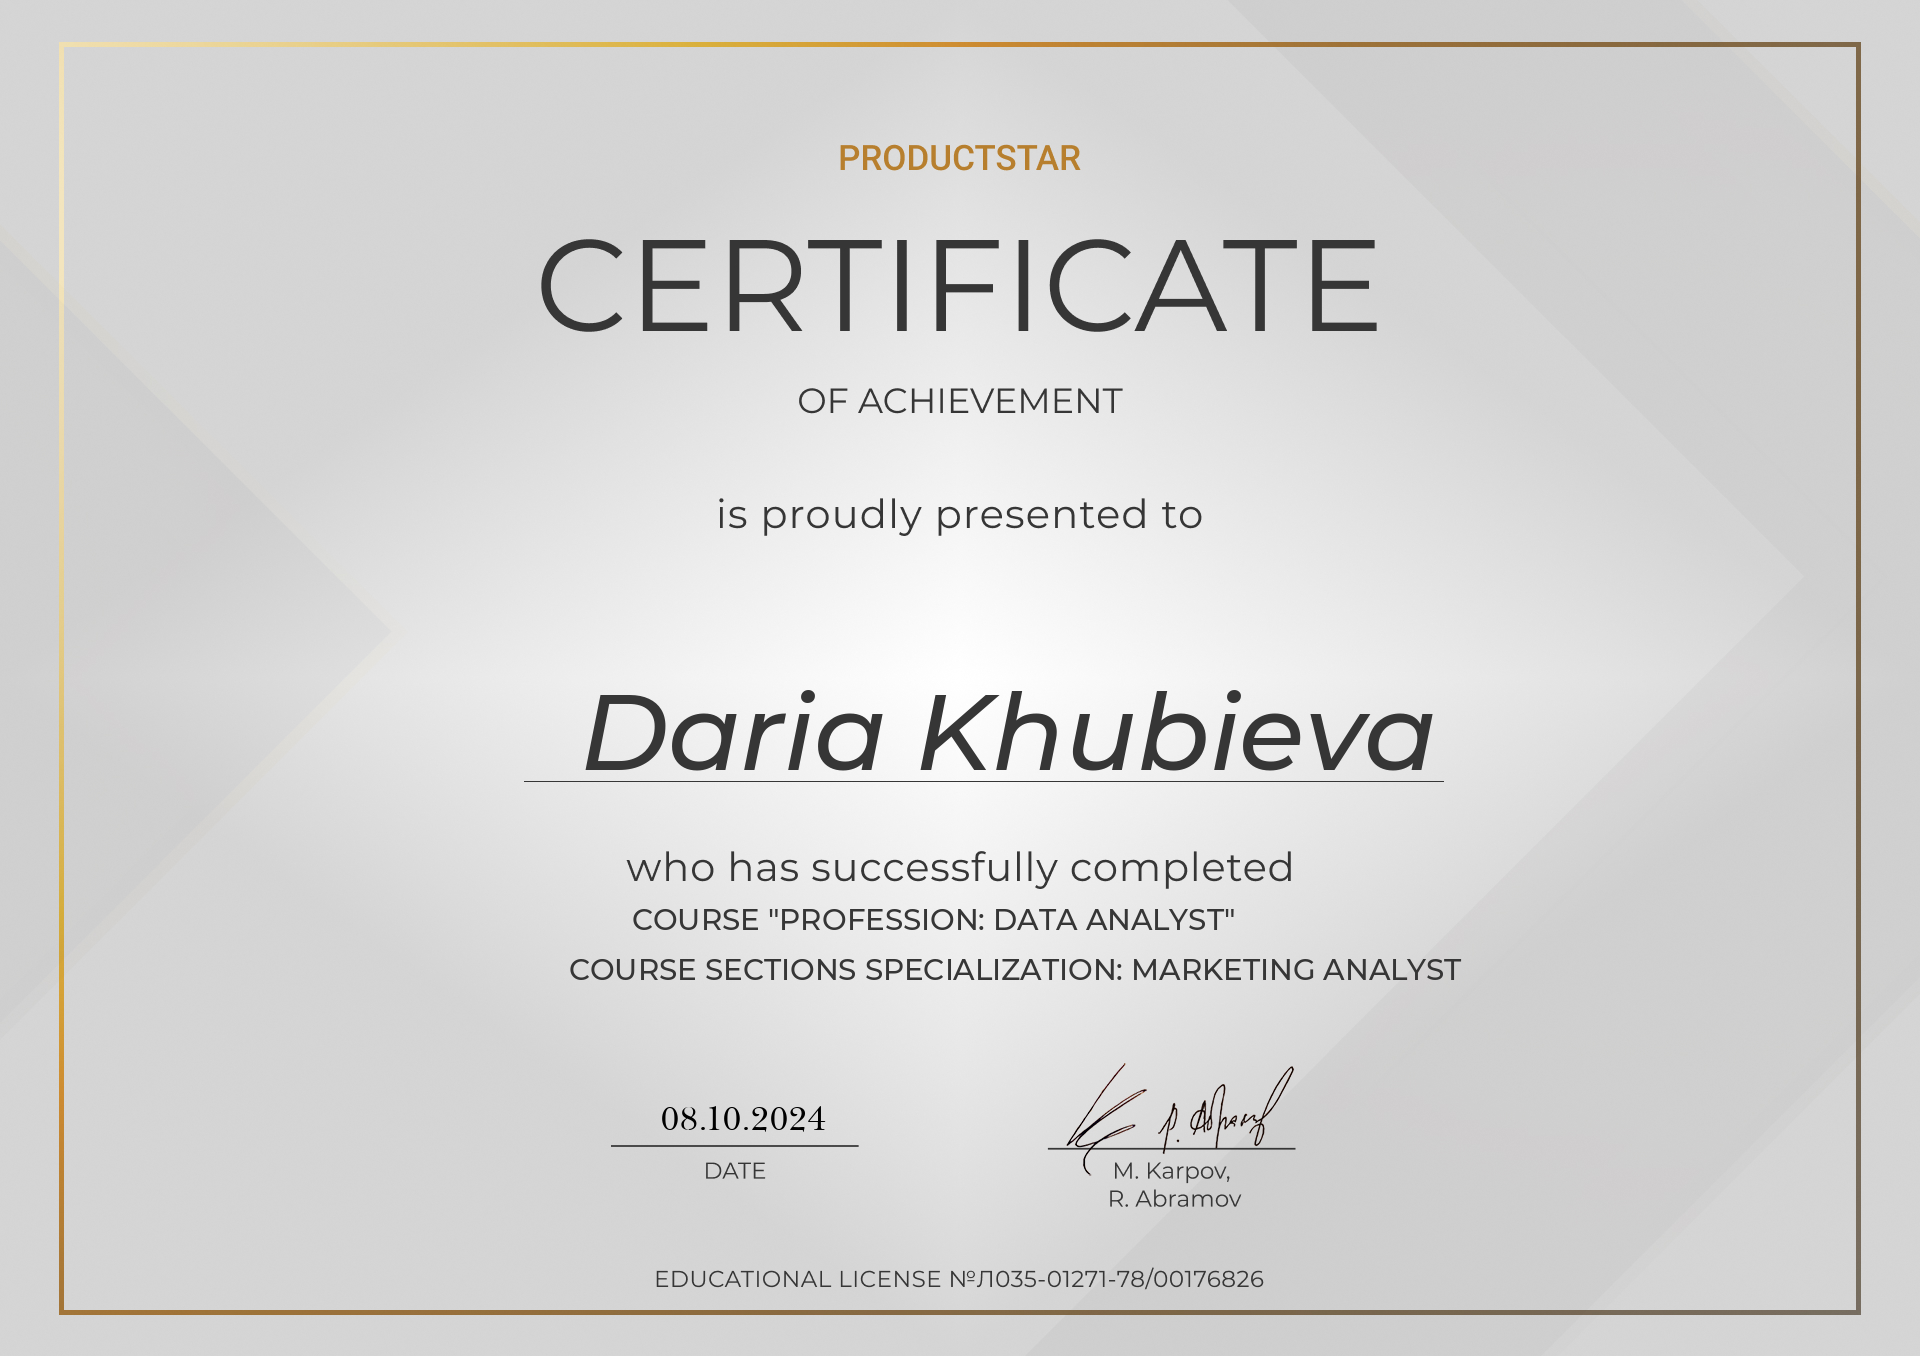 PRODUCTSTAR
CERTIFICATE
OF ACHIEVEMENT
is proudly presented to
Daria Khubieva
who has successfully completed
COURSE "PROFESSION: DATA ANALYST"
COURSE SECTIONS SPECIALIZATION: MARKETING ANALYST
08.10.2024
DATE
M. Karpov,
R. Abramov
EDUCATIONAL LICENSE №Л035-01271-78/00176826